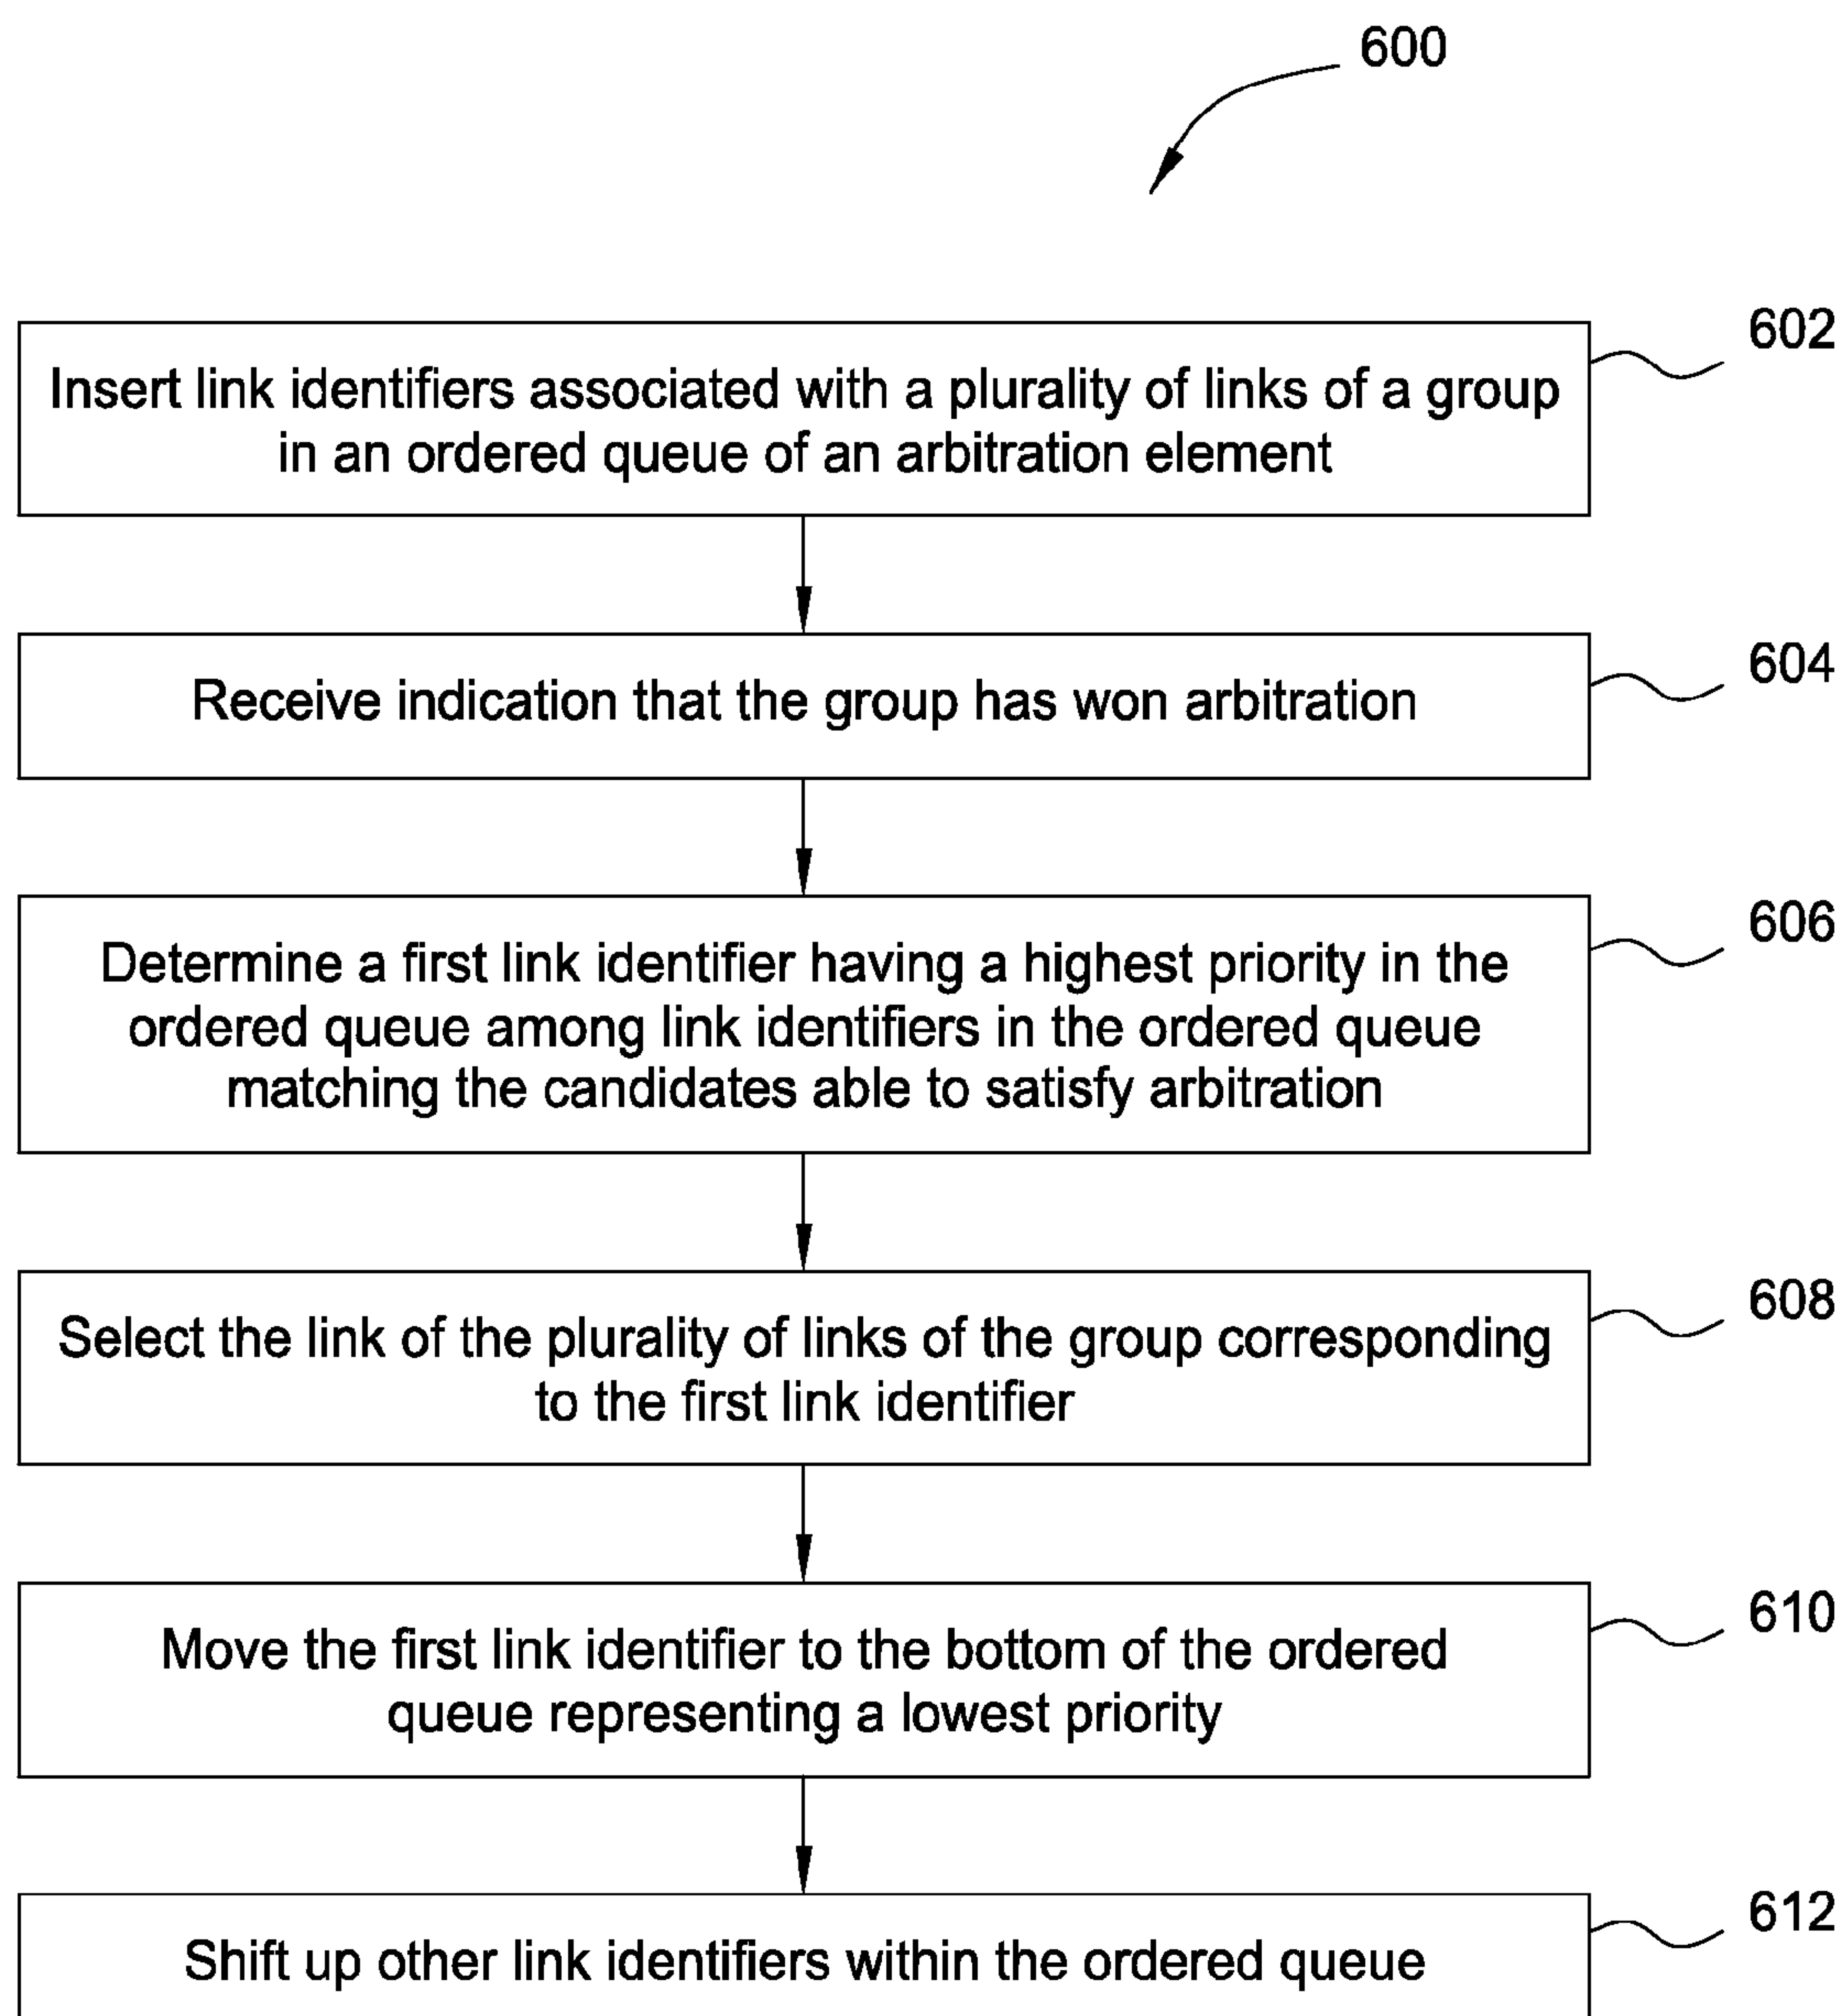 600
602
Insert link identifiers associated with a plurality of links of a group
in an ordered queue of an arbitration element
604
Receive indication that the group has won arbitration
606
Determine a first link identifier having a highest priority in the
ordered queue among link identifiers in the ordered queue
matching the candidates able to satisfy arbitration
608
Select the link of the plurality of links of the group corresponding
to the first link identifier
610
Move the first link identifier to the bottom of the ordered
queue representing a lowest priority
612
Shift up other link identifiers within the ordered queue